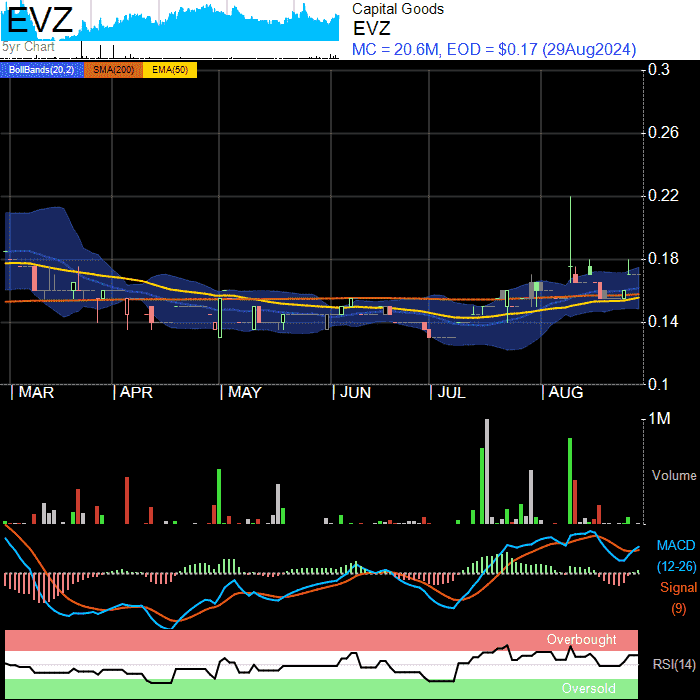 EVZ
5yr Chart
Capital Goods
EVZ
MC = 20.6M, EOD = $0.17 (29Aug2024)
BollBands(20,2) SMA(200) EMA(50)
0.3
0.26
0.22
0.18
0.14
0.1
MAR APR MAY JUN JUL AUG
1M
Volume
MACD
(12-26)
Signal
(9)
Overbought
RSI(14)
Oversold